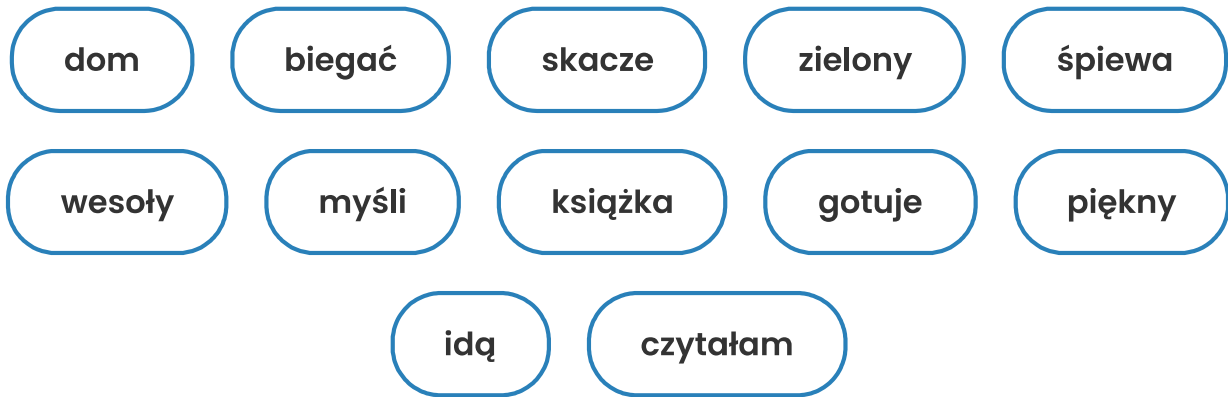 dom biegać skacze zielony śpiewa
wesoły myśli książka gotuje piękny
idą czytałam